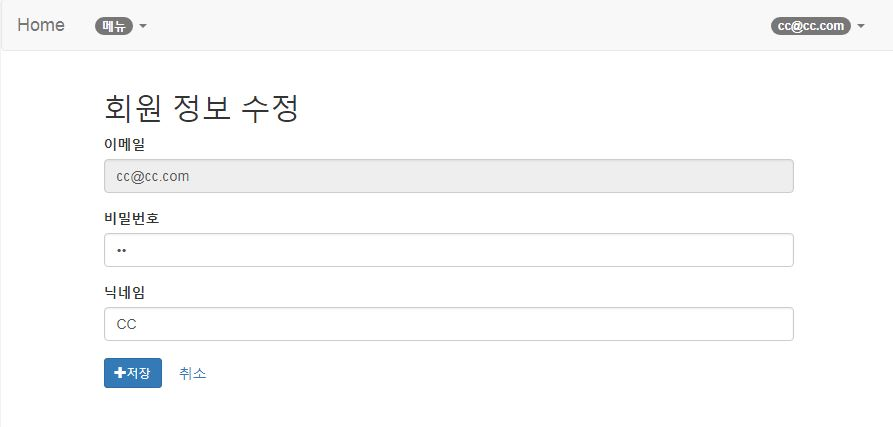 Home 메뉴 cc@cc.com
회원 정보 수정
이메일
cc@cc.com
비밀번호
••
닉네임
CC
저장 취소